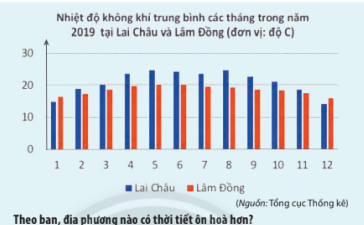 Nhiệt độ không khí trung bình các tháng trong năm
2019 tại Lai Châu và Lâm Đồng (đơn vị: độ C)
30
20
10
0
1 2 3 4 5 6 7 8 9 10 11 12
Lai Châu Lâm Đồng
(Nguồn: Tổng cục Thống kê)
Theo bạn, địa phương nào có thời tiết ôn hoà hơn?